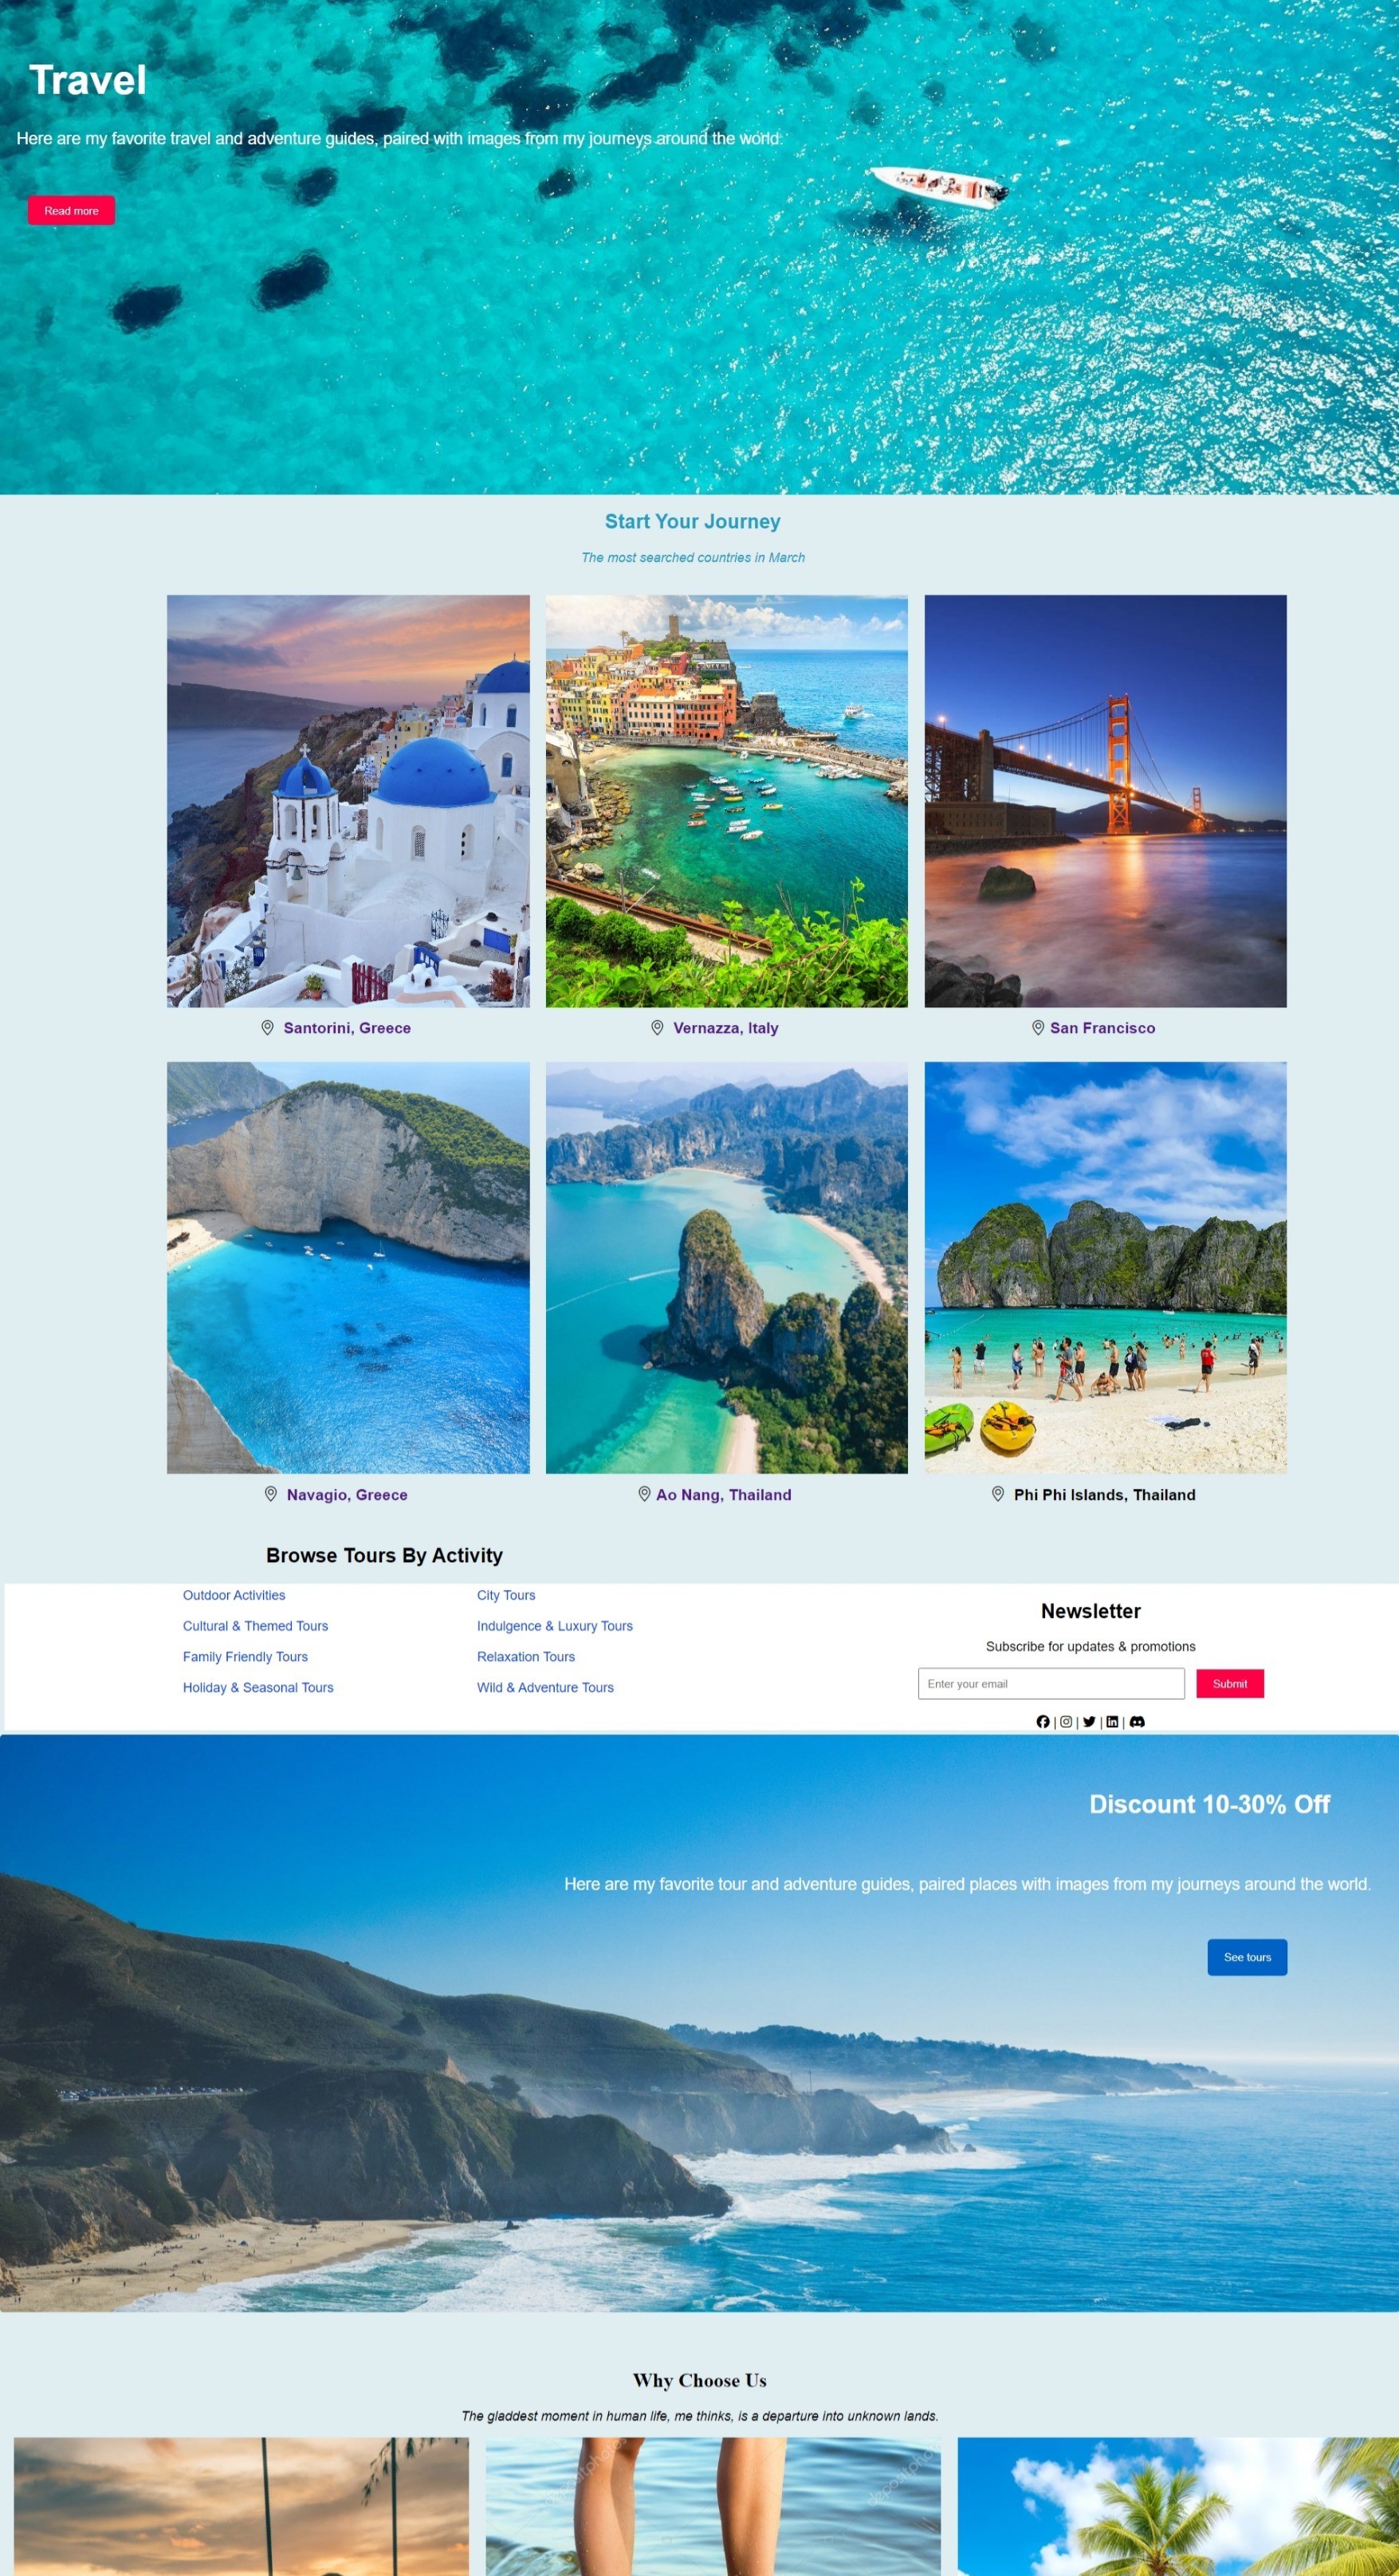 Travel
Here are my favorite travel and adventure guides, paired with images from my journeys around the world.
Read more
Start Your Journey
The most searched countries in March
Santorini, Greece
Vernazza, Italy
San Francisco
Navagio, Greece
Ao Nang, Thailand
Phi Phi Islands, Thailand
Browse Tours By Activity
Outdoor Activities
City Tours
Cultural & Themed Tours
Indulgence & Luxury Tours
Family Friendly Tours
Relaxation Tours
Holiday & Seasonal Tours
Wild & Adventure Tours
Newsletter
Subscribe for updates & promotions
Enter your email
Submit
| | | |
Discount 10-30% Off
Here are my favorite tour and adventure guides, paired places with images from my journeys around the world.
See tours
Why Choose Us
The gladdest moment in human life, me thinks, is a departure into unknown lands.
depositphotos